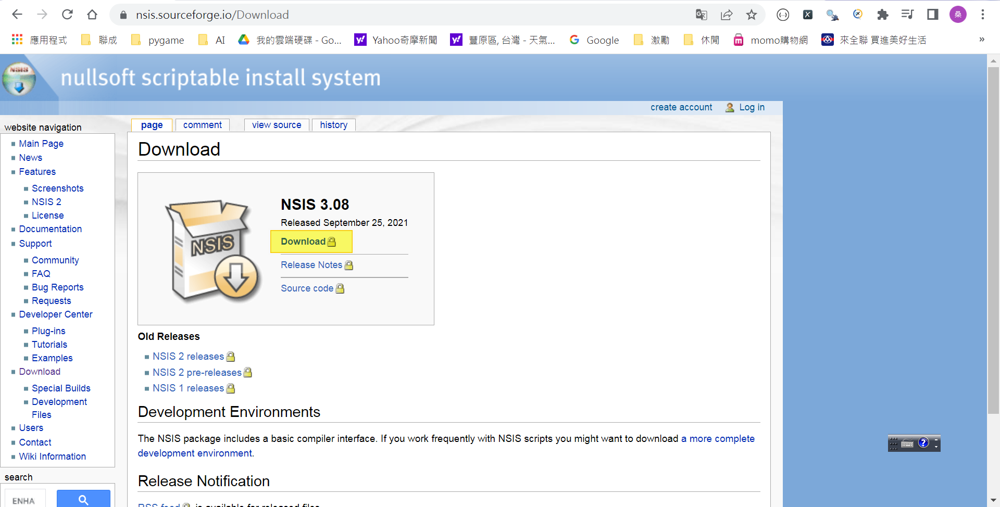 nsis.sourceforge.io/Download
桑
應用程式
聯成
pygame
AI
我的雲端硬碟 - Go...
Yahoo奇摩新聞
豐原區, 台灣 - 天氣...
Google
激勵
休閒
momo購物網
來全聯 買進美好生活
»
NSIS
nullsoft scriptable install system
create account
Log in
website navigation
Main Page
News
Features
Screenshots
NSIS 2
License
Documentation
Support
Community
FAQ
Bug Reports
Requests
Developer Center
Plug-ins
Tutorials
Examples
Download
Special Builds
Development
Files
Users
Contact
Wiki Information
search
ENHA
page
comment
view source
history
Download
NSIS
NSIS 3.08
Released September 25, 2021
Download
Release Notes
Source code
Old Releases
NSIS 2 releases
NSIS 2 pre-releases
NSIS 1 releases
Development Environments
The NSIS package includes a basic compiler interface. If you work frequently with NSIS scripts you might want to download a more complete
development environment.
Release Notification
RSS feed is available for released files.